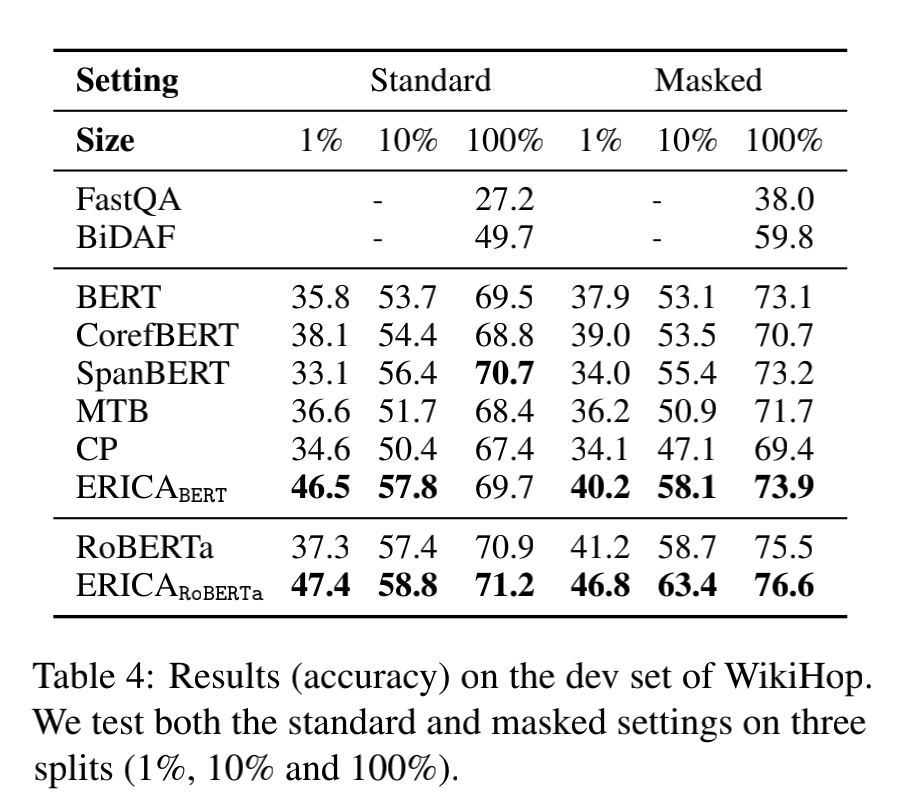 Setting Standard Masked
Size 1% 10% 100% 1% 10% 100%
FastQA - 27.2 - 38.0
BiDAF - 49.7 - 59.8
BERT 35.8 53.7 69.5 37.9 53.1 73.1
CorefBERT 38.1 54.4 68.8 39.0 53.5 70.7
SpanBERT 33.1 56.4 70.7 34.0 55.4 73.2
MTB 36.6 51.7 68.4 36.2 50.9 71.7
CP 34.6 50.4 67.4 34.1 47.1 69.4
ERICABERT 46.5 57.8 69.7 40.2 58.1 73.9
RoBERTa 37.3 57.4 70.9 41.2 58.7 75.5
ERICARoBERTa 47.4 58.8 71.2 46.8 63.4 76.6
Table 4: Results (accuracy) on the dev set of WikiHop.
We test both the standard and masked settings on three
splits (1%, 10% and 100%).